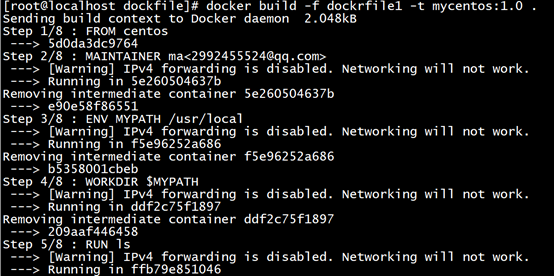 [root@localhost dockfile]# docker build -f dockrfile1 -t mycentos:1.0 .
Sending build context to Docker daemon  2.048kB
Step 1/8 : FROM centos
 ---> 5d0da3dc9764
Step 2/8 : MAINTAINER ma<2992455524@qq.com>
 ---> [Warning] IPv4 forwarding is disabled. Networking will not work.
 ---> Running in 5e260504637b
Removing intermediate container 5e260504637b
 ---> e90e58f86551
Step 3/8 : ENV MYPATH /usr/local
 ---> [Warning] IPv4 forwarding is disabled. Networking will not work.
 ---> Running in f5e96252a686
Removing intermediate container f5e96252a686
 ---> b5358001cbeb
Step 4/8 : WORKDIR $MYPATH
 ---> [Warning] IPv4 forwarding is disabled. Networking will not work.
 ---> Running in ddf2c75f1897
Removing intermediate container ddf2c75f1897
 ---> 209aaf446458
Step 5/8 : RUN ls
 ---> [Warning] IPv4 forwarding is disabled. Networking will not work.
 ---> Running in ffb79e851046